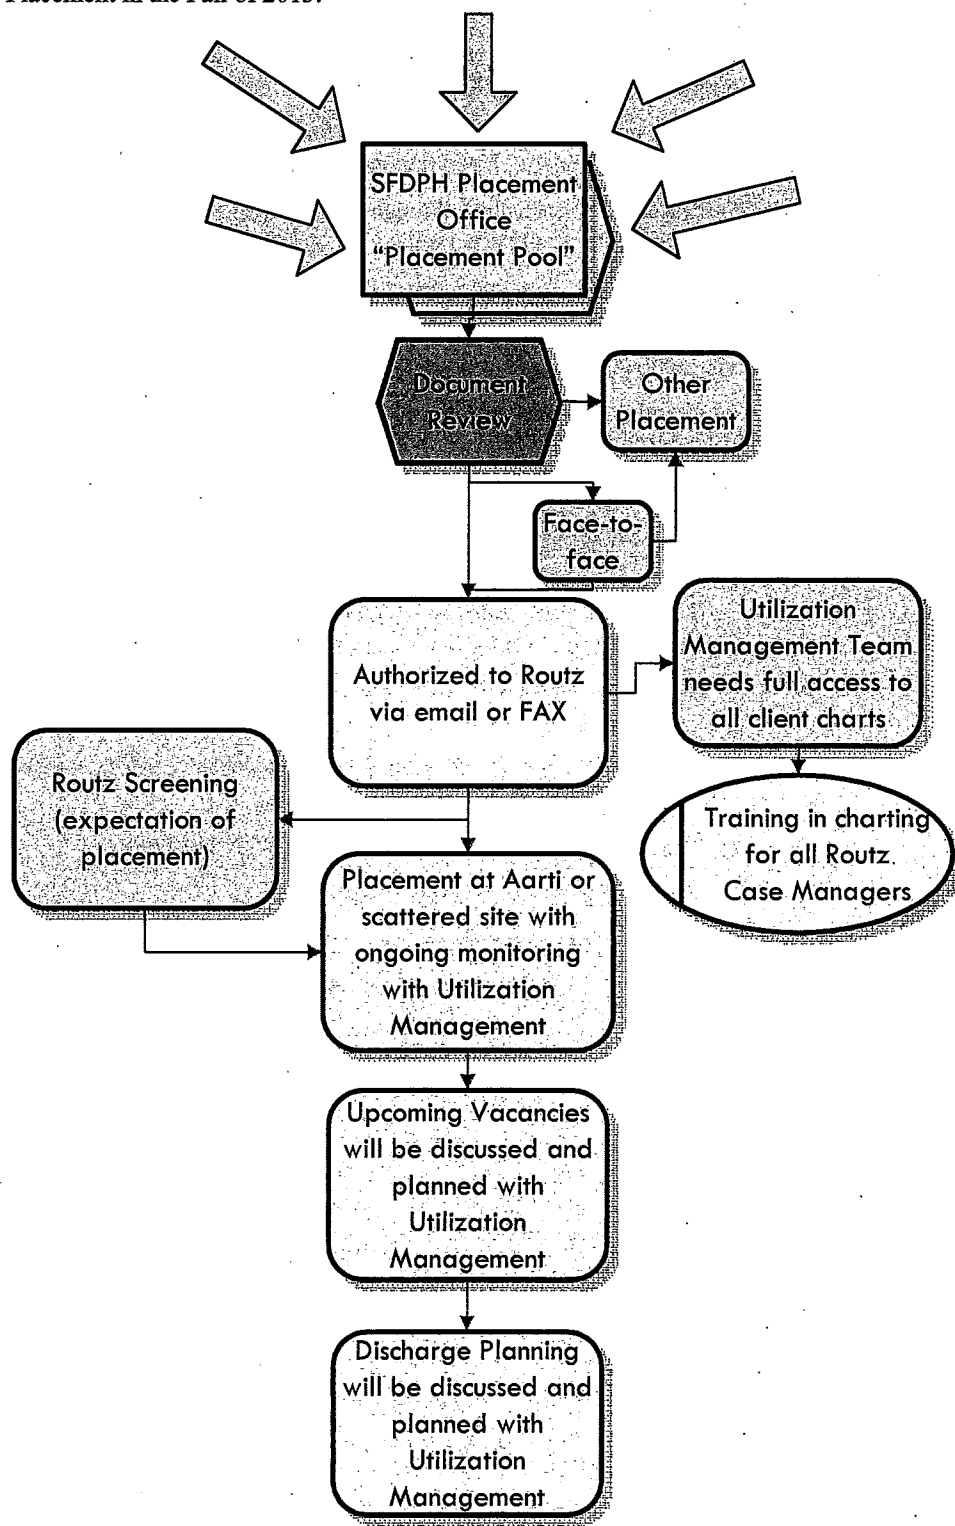 Placement in the Fall of 2015.
SFDPH Placement
Office
“Placement Pool”
Document
Review
Other
Placement
Face-to-
face
Authorized to Routz
via email or FAX
Utilization
Management Team
needs full access to
all client charts
Routz Screening
(expectation of
placement)
Training in charting
for all Routz
Case Managers
Placement at Aarti or
scattered site with
ongoing monitoring
with Utilization
Management
Upcoming Vacancies
will be discussed and
planned with
Utilization
Management
Discharge Planning
will be discussed and
planned with
Utilization
Management